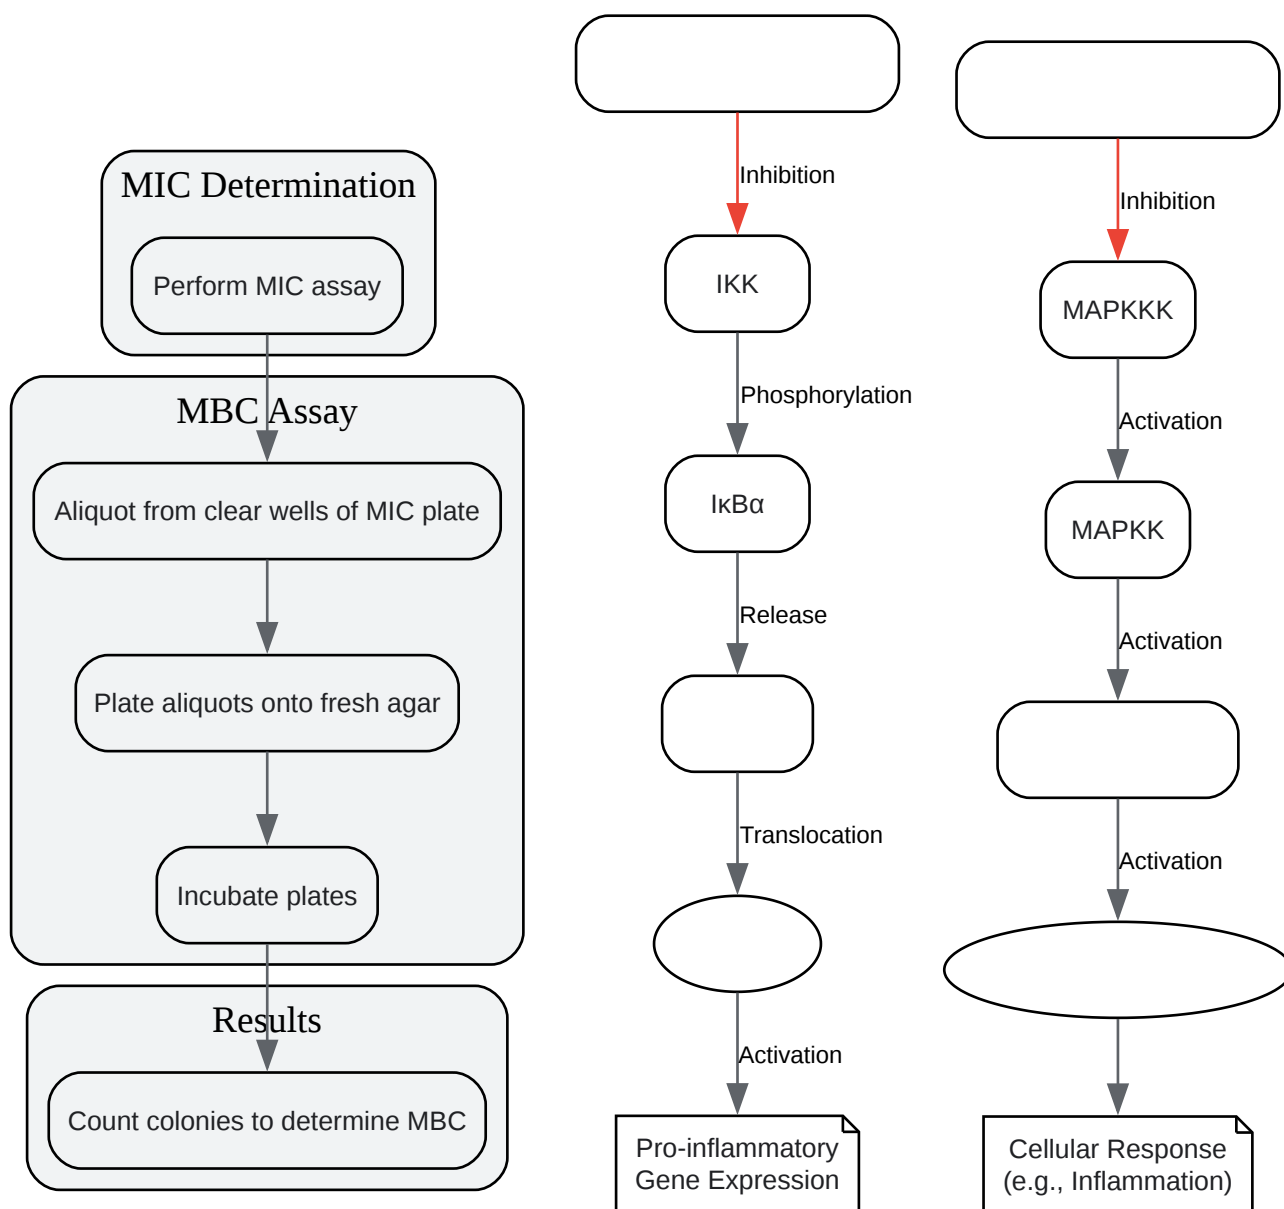 MIC Determination
Perform MIC assay
MBC Assay
Aliquot from clear wells of MIC plate
Plate aliquots onto fresh agar
Incubate plates
Results
Count colonies to determine MBC
Inhibition
IKK
Phosphorylation
IκBα
Release
Translocation
Activation
Pro-inflammatory
Gene Expression
Inhibition
MAPKKK
Activation
MAPKK
Activation
Activation
Cellular Response
(e.g., Inflammation)